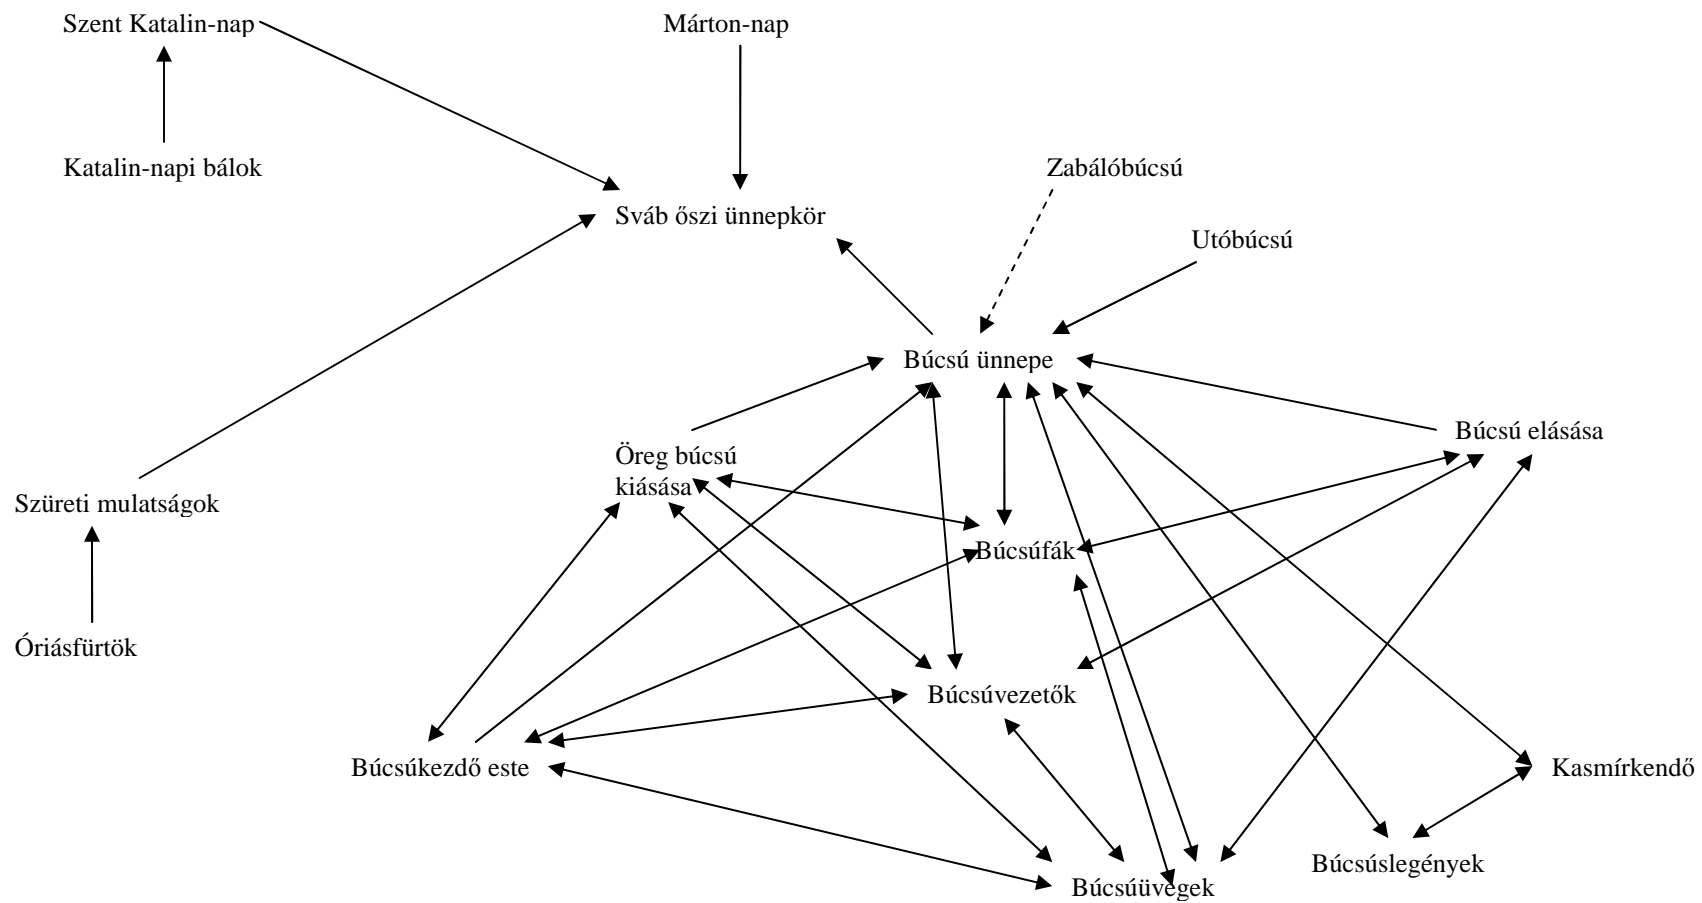 Szent Katalin-nap
Márton-nap
Katalin-napi bálok
Zabálóbúcsú
Sváb őszi ünnepkör
Utóbúcsú
Búcsú ünnepe
Búcsú elásása
Öreg búcsú
kiásása
Szüreti mulatságok
Búcsúfák
Óriásfürtök
Búcsúvezetők
Búcsúkezdő este
Kasmírkendő
Búcsúslegények
Búcsúüvegek